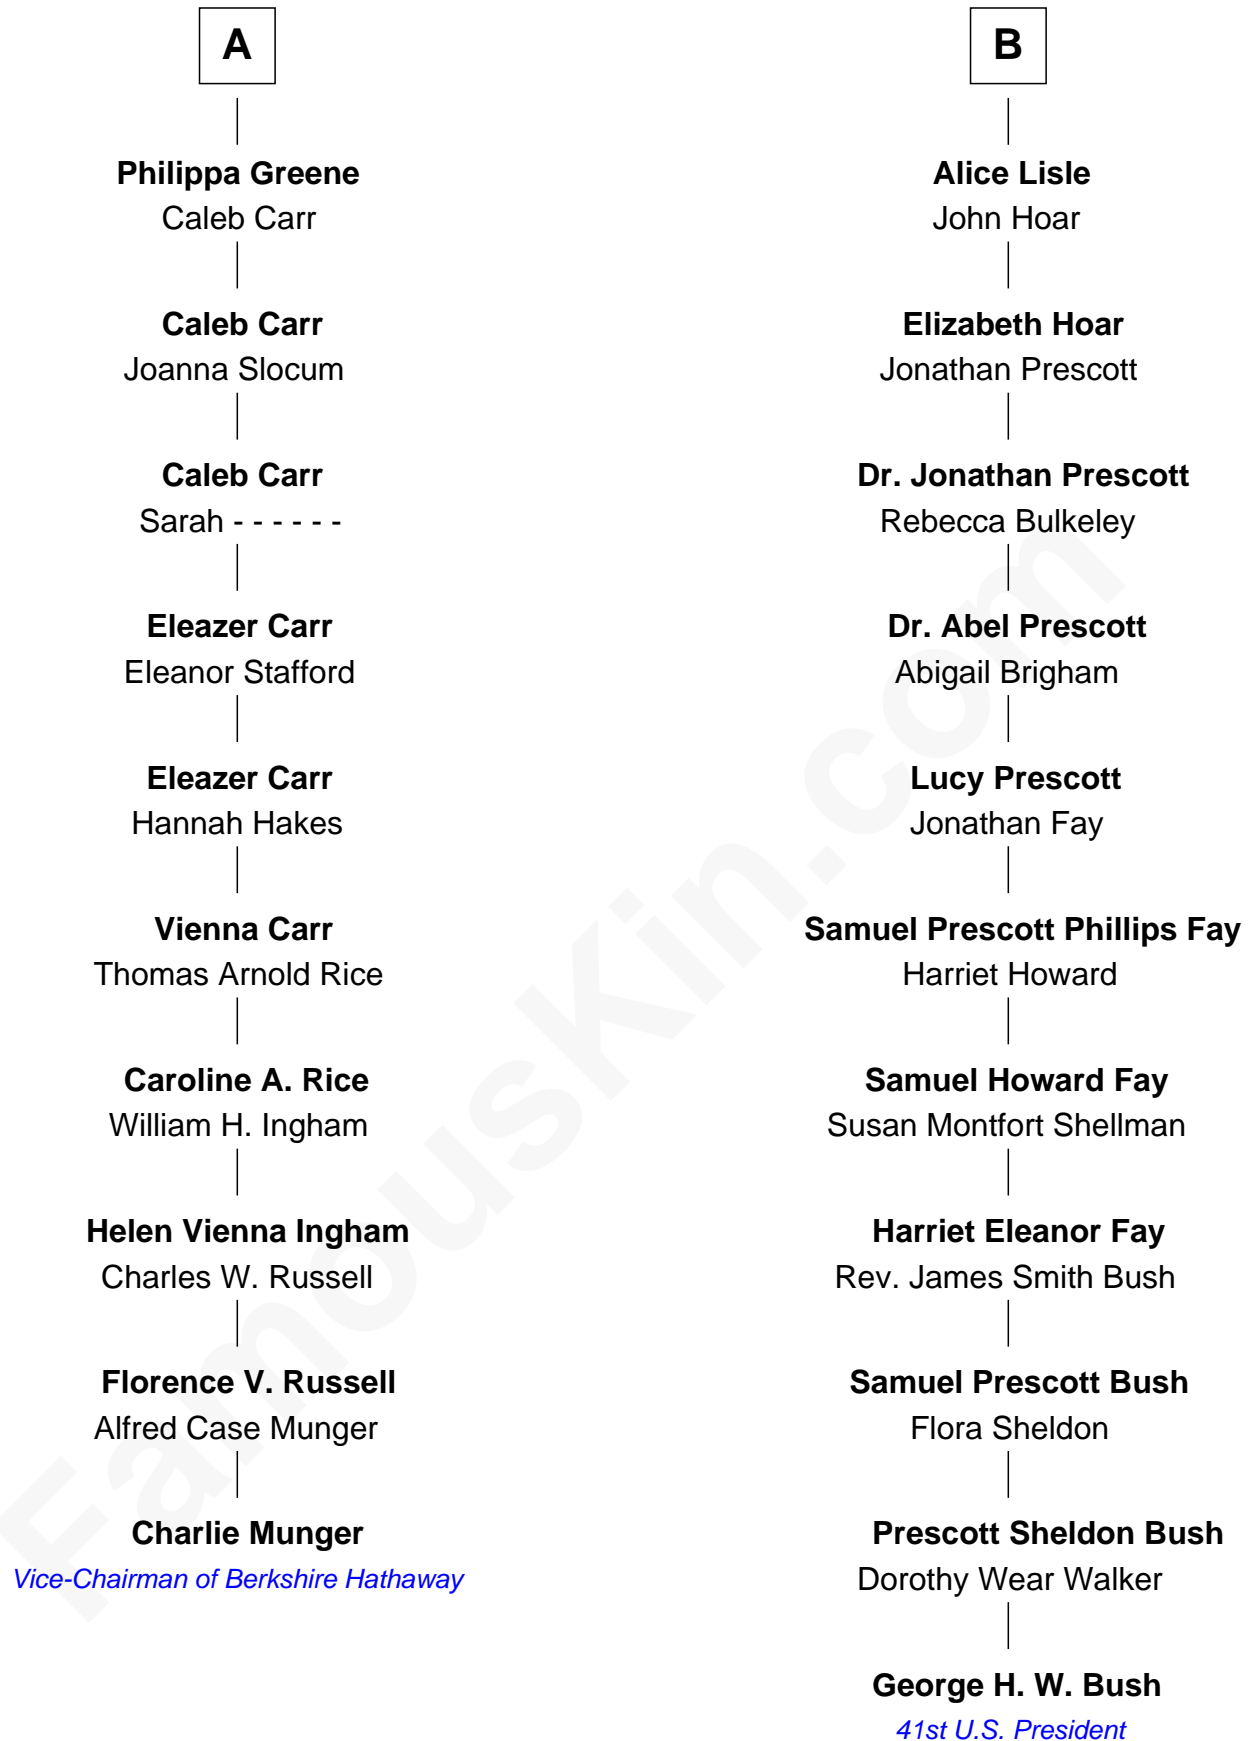 A
Philippa Greene
Caleb Carr
Caleb Carr
Joanna Slocum
Caleb Carr
Sarah - - - - - -
Eleazer Carr
Eleanor Stafford
Eleazer Carr
Hannah Hakes
Vienna Carr
Thomas Arnold Rice
Caroline A. Rice
William H. Ingham
Helen Vienna Ingham
Charles W. Russell
Florence V. Russell
Alfred Case Munger
Charlie Munger
Vice-Chairman of Berkshire Hathaway
B
Alice Lisle
John Hoar
Elizabeth Hoar
Jonathan Prescott
Dr. Jonathan Prescott
Rebecca Bulkeley
Dr. Abel Prescott
Abigail Brigham
Lucy Prescott
Jonathan Fay
Samuel Prescott Phillips Fay
Harriet Howard
Samuel Howard Fay
Susan Montfort Shellman
Harriet Eleanor Fay
Rev. James Smith Bush
Samuel Prescott Bush
Flora Sheldon
Prescott Sheldon Bush
Dorothy Wear Walker
George H. W. Bush
41st U.S. President
FamousKin.com